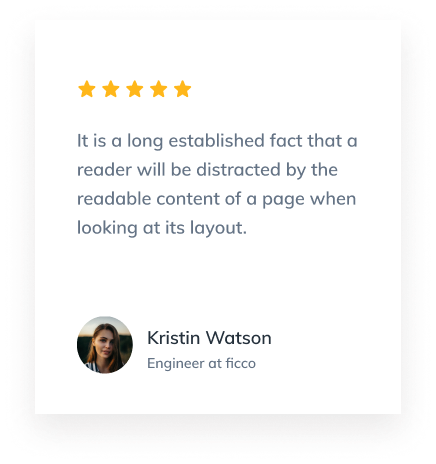 It is a long established fact that a
reader will be distracted by the
readable content of a page when
looking at its layout.
Kristin Watson
Engineer at ficco